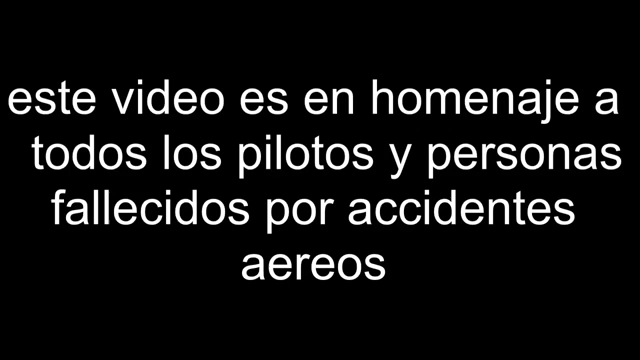 este video es en homenaje a
todos los pilotos y personas
fallecidos por accidentes
aereos